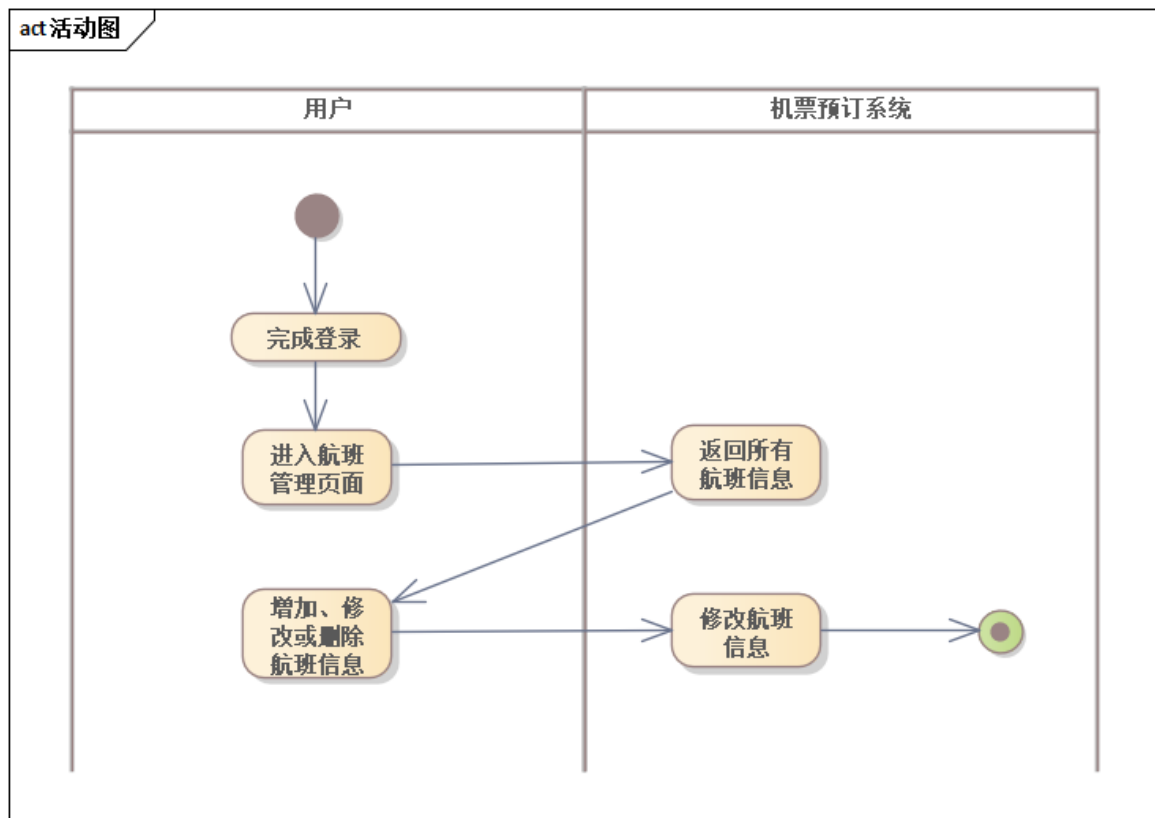 act 活动图
用户
机票预订系统
完成登录
进入航班
管理页面
返回所有
航班信息
增加、修
改或删除
航班信息
修改航班
信息